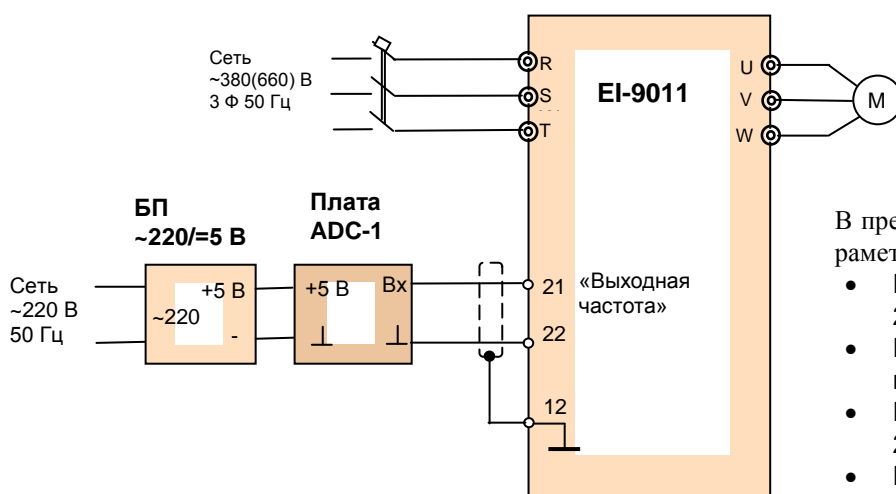 Сеть
~380(660) В
3 Ф 50 Гц
R
S
T
EI-9011
U
V
W
М
БП
~220/=5 В
Плата
ADC-1
Сеть
~220 В
50 Гц
+5 В
~220
-
+5 В
Вх
21
«Выходная
частота»
22
12
В пре
рамет